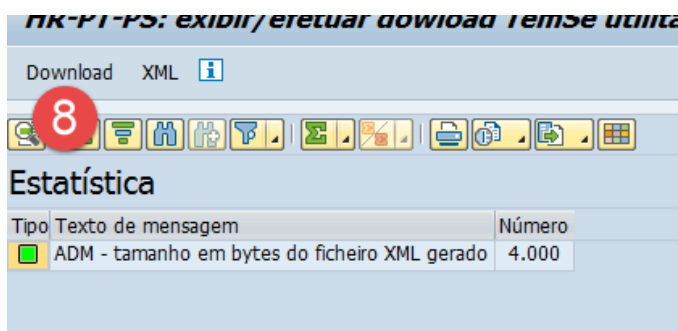 HR-PT-PS: exibir/efetuar dowload TemSe utilita
Download XML i
8
Estatística
Tipo Texto de mensagem Número
ADM - tamanho em bytes do ficheiro XML gerado 4.000